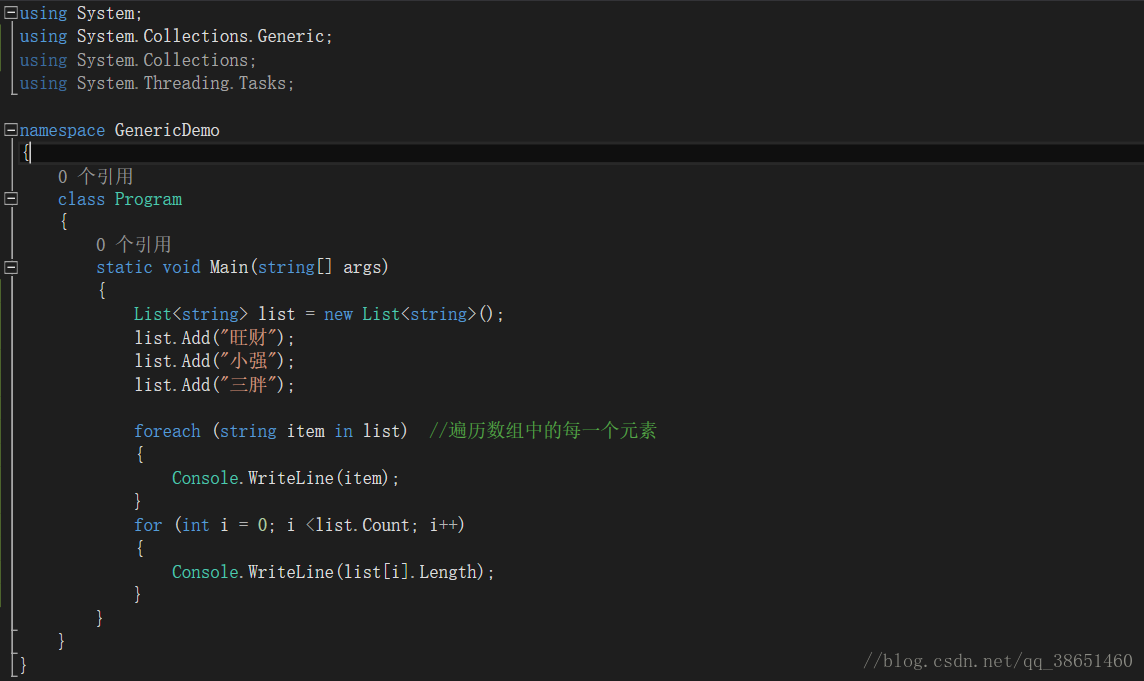 using System;
using System.Collections.Generic;
using System.Collections;
using System.Threading.Tasks;
namespace GenericDemo
{
0 个引用
class Program
{
0 个引用
static void Main(string[] args)
{
List<string> list = new List<string>();
list.Add("旺财");
list.Add("小强");
list.Add("三胖");
foreach (string item in list)  //遍历数组中的每一个元素
{
Console.WriteLine(item);
}
for (int i = 0; i <list.Count; i++)
{
Console.WriteLine(list[i].Length);
}
}
}
}
//blog.csdn.net/qq_38651460